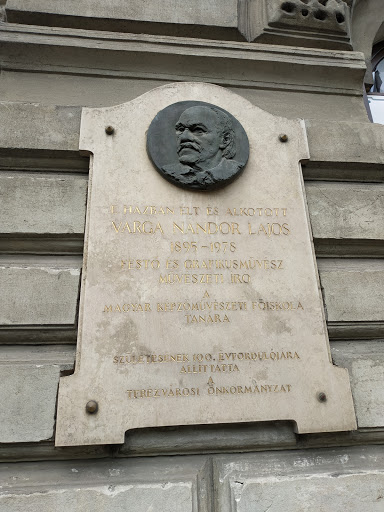 E HÁZBAN ÉLT ÉS ALKOTOTT
VARGA NÁNDOR LAJOS
1895-1978
FESTŐ ÉS GRAFIKUSMŰVÉSZ
MŰVÉSZETI ÍRÓ
A
MAGYAR KÉPZŐMŰVÉSZETI FŐISKOLA
TANÁRA
SZÜLETÉSÉNEK 100. ÉVFORDULÓJÁRA
ÁLLÍTTATTA
A
TERÉZVÁROSI ÖNKORMÁNYZAT